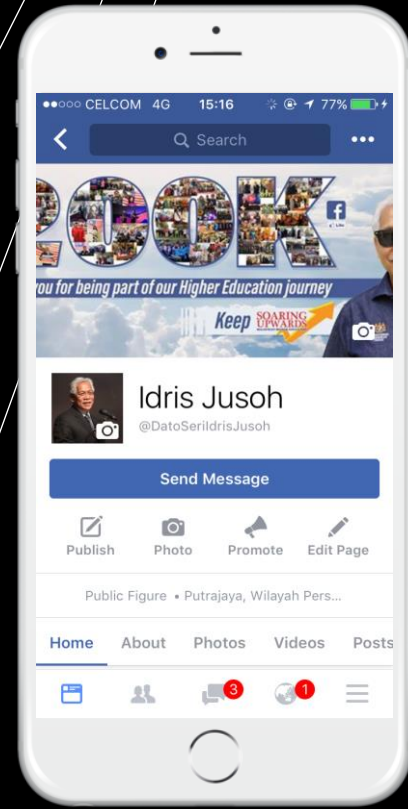 CELCOM 4G 15:16 77%
Search
200K
you for being part of our Higher Education journey
Like
Keep SOARING UPWARDS
Idris Jusoh
@DatoSeriIdrisJusoh
Send Message
Publish Photo Promote Edit Page
Public Figure • Putrajaya, Wilayah Pers...
Home About Photos Videos Posts
3 1